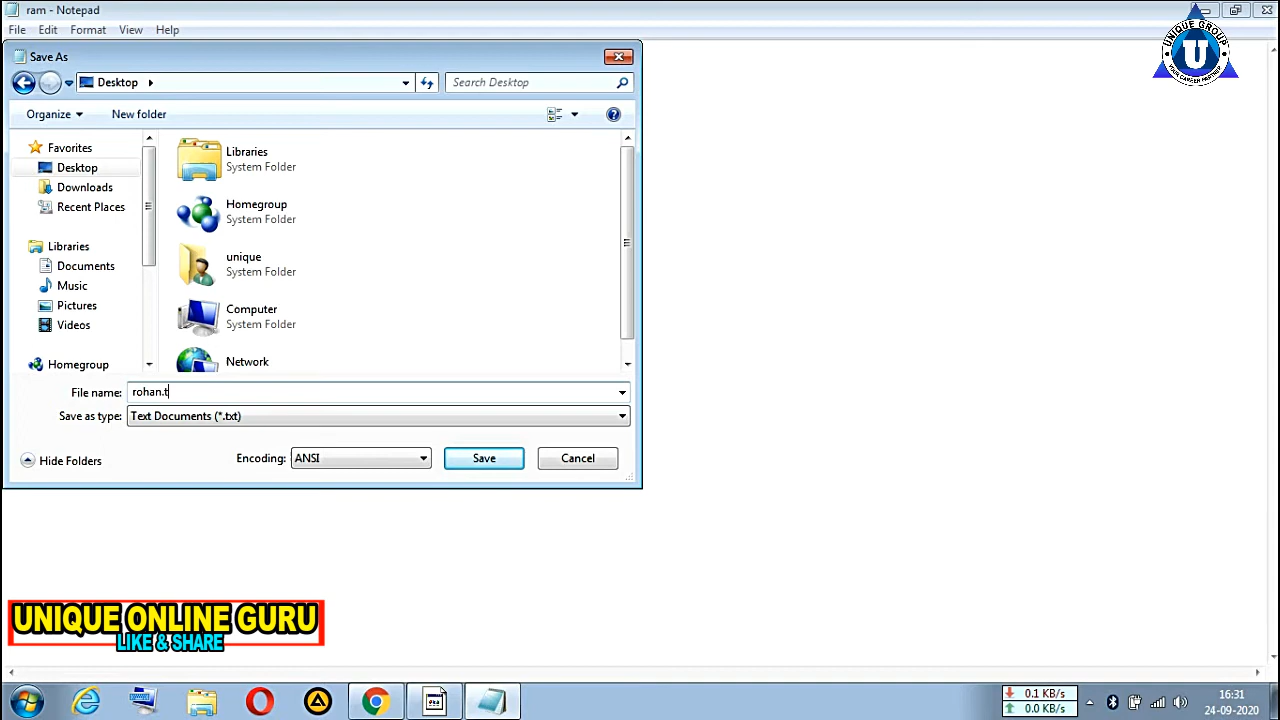 ram - Notepad
File Edit Format View Help
UNIQUE GROUP
U
Save As
Desktop
Search Desktop
Organize New folder
Favorites
Desktop
Downloads
Recent Places
Libraries
Documents
Music
Pictures
Videos
Homegroup
Libraries
System Folder
Homegroup
System Folder
unique
System Folder
Computer
System Folder
Network
File name: rohan.t
Save as type: Text Documents (*.txt)
Hide Folders
Encoding: ANSI
Save Cancel
UNIQUE ONLINE GURU
LIKE & SHARE
0.1 KB/s
0.0 KB/s
16:31
24-09-2020